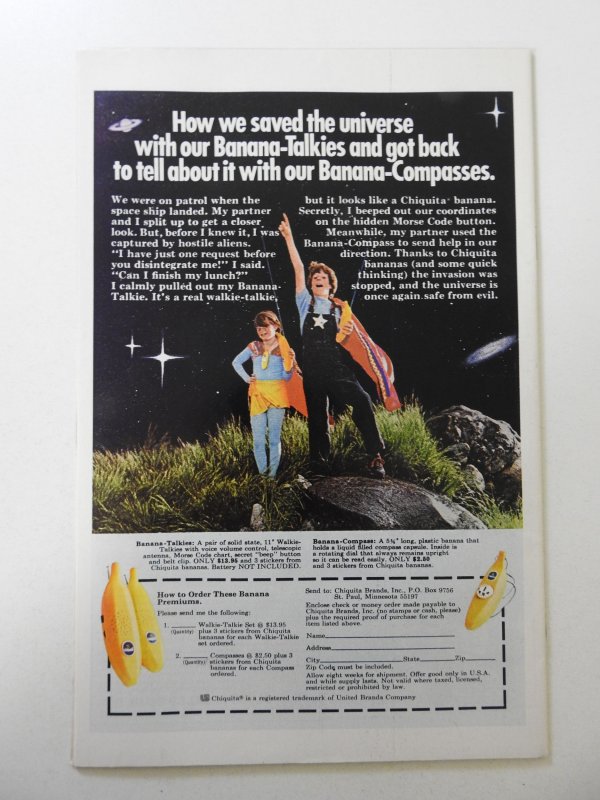 How we saved the universe
with our Banana-Talkies and got back
to tell about it with our Banana-Compasses.
We were on patrol when the
space ship landed. My partner
and I split up to get a closer
look. But, before I knew it, I was
captured by hostile aliens.
"I have just one request before
you disintegrate me!" I said.
"Can I finish my lunch?"
I calmly pulled out my Banana-
Talkie. It's a real walkie-talkie,
but it looks like a Chiquita® banana.
Secretly, I beeped out our coordinates
on the hidden Morse Code button.
Meanwhile, my partner used the
Banana-Compass to send help in our
direction. Thanks to Chiquita
bananas (and some quick
thinking) the invasion was
stopped, and the universe is
once again safe from evil.
Banana-Talkies: A pair of solid state, 11" Walkie-
Talkies with voice volume control, telescopic
antenna, Morse Code chart, secret "beep" button
and belt clip. ONLY $13.95 and 3 stickers from
Chiquita bananas. Battery NOT INCLUDED.
Banana-Compass: A 5¾" long, plastic banana that
holds a liquid filled compass capsule. Inside is
a rotating dial that always remains upright
so it can be read easily. ONLY $2.50
and 3 stickers from Chiquita bananas.
How to Order These Banana
Premiums.
Please send me the following:
1. ______ Walkie-Talkie Set @ $13.95
(Quantity) plus 3 stickers from Chiquita
bananas for each Walkie-Talkie
set ordered.
2. ______ Compasses @ $2.50 plus 3
(Quantity) stickers from Chiquita
bananas for each Compass
ordered.
Send to: Chiquita Brands, Inc., P.O. Box 9756
St. Paul, Minnesota 55197
Enclose check or money order made payable to
Chiquita Brands, Inc. (no stamps or cash, please)
plus the required proof of purchase for each
item listed above.
Name
Address
City State Zip
Zip Code must be included.
Allow eight weeks for shipment. Offer good only in U.S.A.
and while supply lasts. Not valid where taxed, licensed,
restricted or prohibited by law.
Chiquita® is a registered trademark of United Brands Company